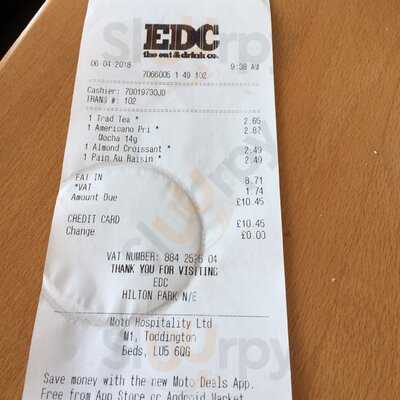 EDC
the eat & drink co.
06 04 2018 9:38 AM
7066005 1 49 102
Cashier: 70019730JD
TRANS #: 102
1 Trad Tea * 2.65
1 Americano Pri * 2.87
Mocha 14g
1 Almond Croissant * 2.49
1 Pain Au Raisin * 2.49
EAT IN 8.71
*VAT 1.74
Amount Due £10.45
CREDIT CARD £10.45
Change £0.00
VAT NUMBER: 884 04
THANK YOU FOR VISITING
EDC
HILTON PARK N/E
Moto Hospitality Ltd
M1, Toddington
Beds, LU5 6QG
Save money with the new Moto Deals App.
Free from App Store or Android Market